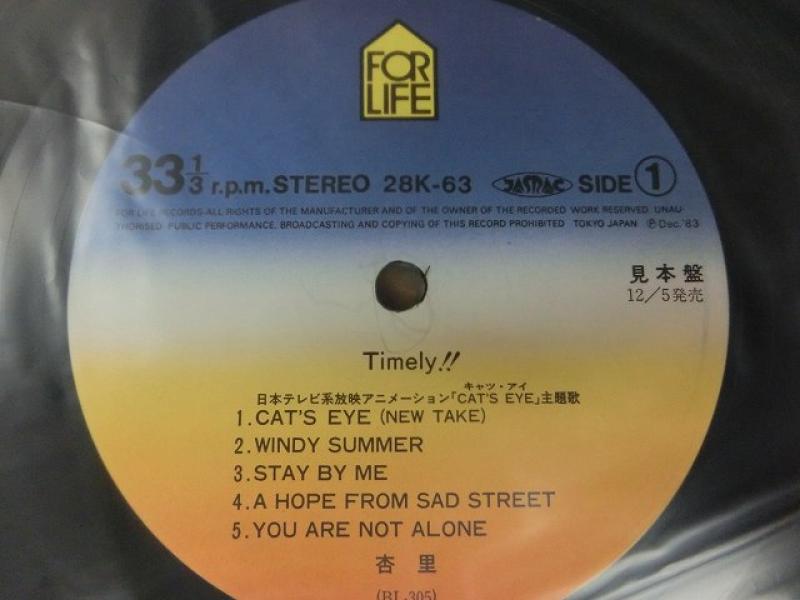 FOR
LIFE
33 1/3 r.p.m. STEREO 28K-63 JASRAC SIDE 1
FOR LIFE RECORDS-ALL RIGHTS OF THE MANUFACTURER AND OF THE OWNER OF THE RECORDED WORK RESERVED. UNAU-
THORISED PUBLIC PERFORMANCE, BROADCASTING AND COPYING OF THIS RECORD PROHIBITED TOKYO JAPAN ℗Dec.'83
見本盤
12/5発売
Timely!!
キャッツ・アイ
日本テレビ系放映アニメーション「CAT'S EYE」主題歌
1.CAT'S EYE (NEW TAKE)
2.WINDY SUMMER
3.STAY BY ME
4.A HOPE FROM SAD STREET
5.YOU ARE NOT ALONE
杏里
(BL-305)